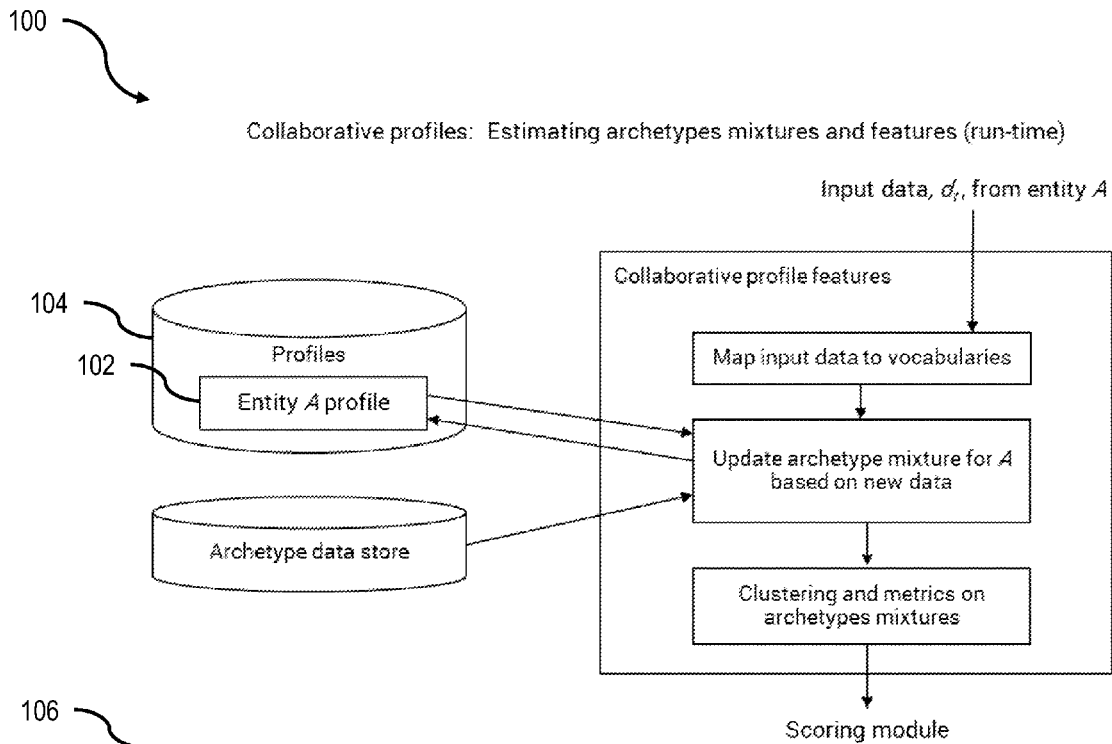 100
Collaborative profiles: Estimating archetypes mixtures and features (run-time)
Input data, dₜ, from entity A
Collaborative profile features
104
Profiles
Map input data to vocabularies
102
Entity A profile
Update archetype mixture for A
based on new data
Archetype data store
Clustering and metrics on
archetypes mixtures
106
Scoring module